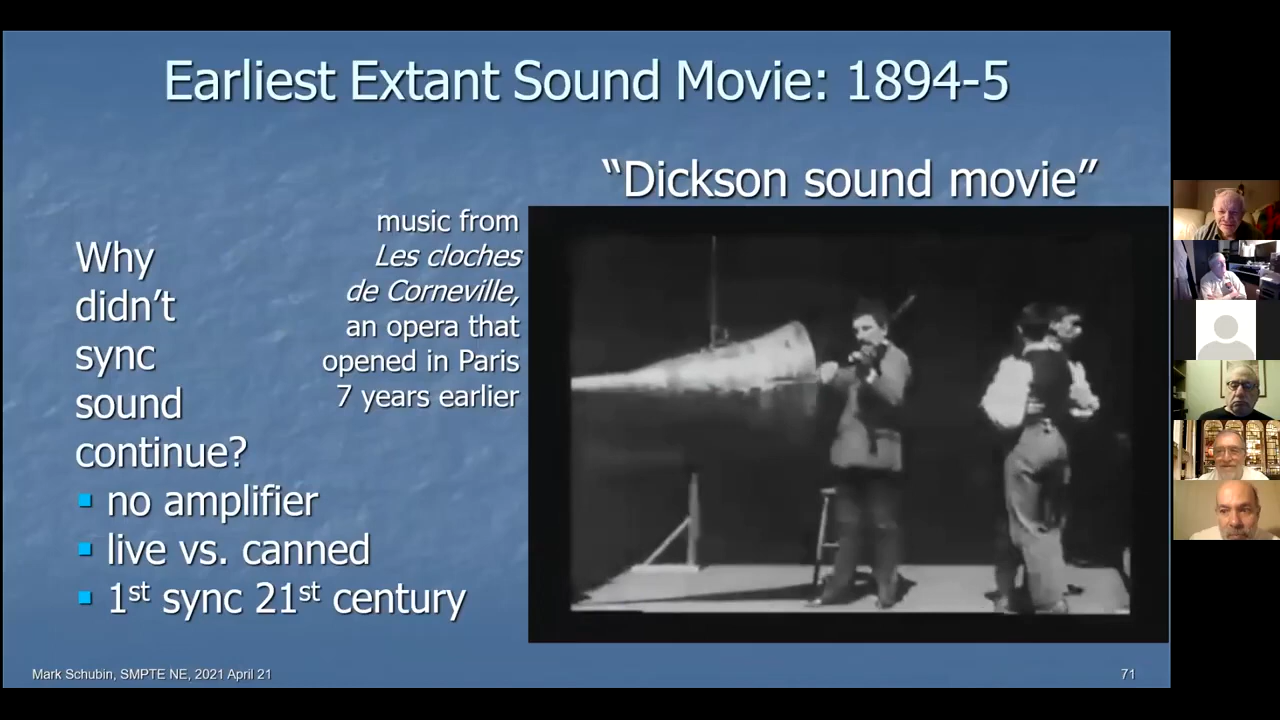 Earliest Extant Sound Movie: 1894-5
“Dickson sound movie”
music from
Les cloches
de Corneville,
an opera that
opened in Paris
7 years earlier
Why
didn’t
sync
sound
continue?
▪ no amplifier
▪ live vs. canned
▪ 1st sync 21st century
Mark Schubin, SMPTE NE, 2021 April 21
71